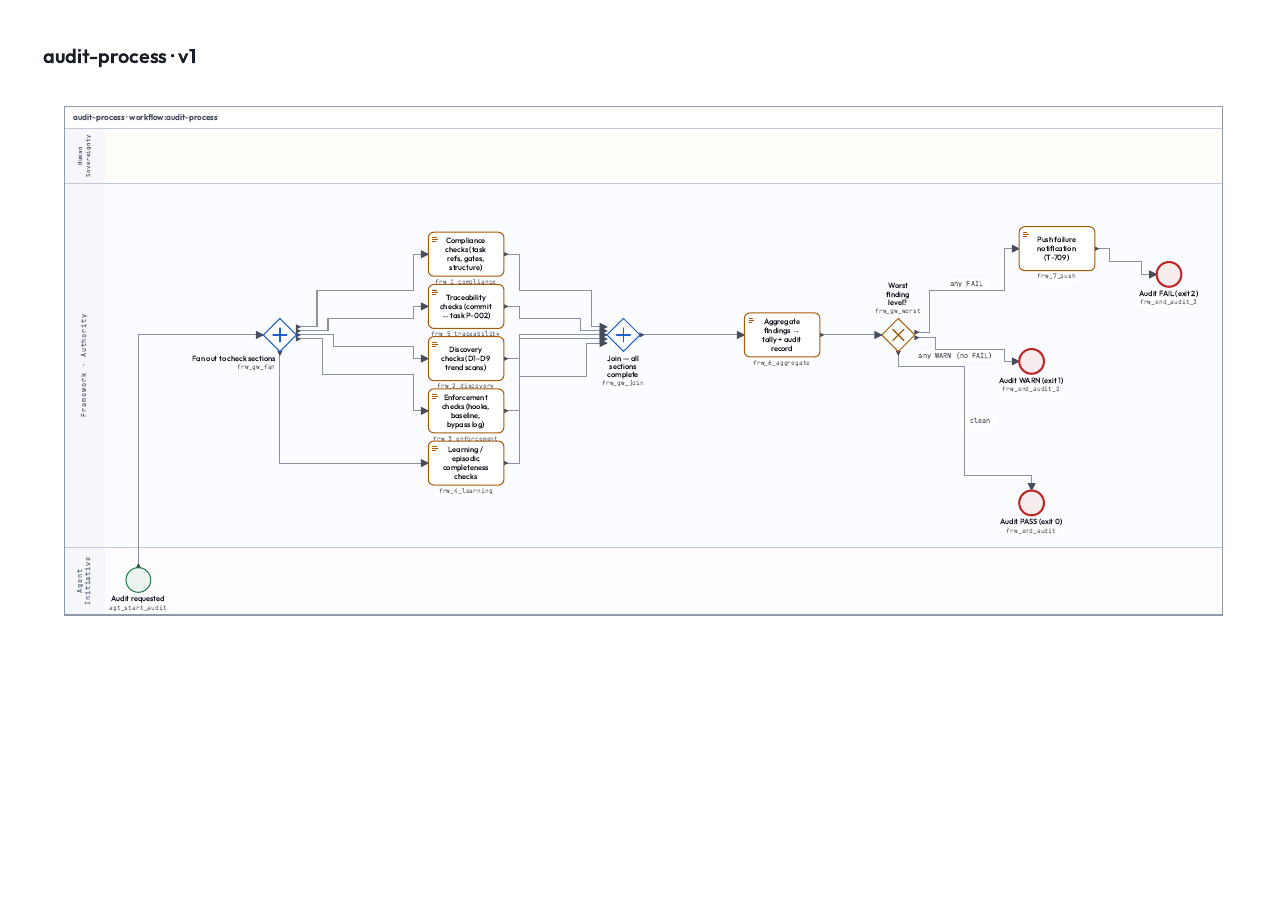 audit-process · v1
audit-process · workflow:audit-process
Human
Sovereignty
Framework · Authority
Agent
Initiative
Audit requested
agt_start_audit
Fan out to check sections
frw_gw_fan
Compliance
checks (task
refs, gates,
structure)
frw_1_compliance
Traceability
checks (commit
↔ task P-002)
frw_5_traceability
Discovery
checks (D1–D9
trend scans)
frw_2_discovery
Enforcement
checks (hooks,
baseline,
bypass log)
frw_3_enforcement
Learning /
episodic
completeness
checks
frw_4_learning
Join — all
sections
complete
frw_gw_join
Aggregate
findings →
tally + audit
record
frw_6_aggregate
Worst
finding
level?
frw_gw_worst
any FAIL
any WARN (no FAIL)
clean
Push failure
notification
(T-709)
frw_7_push
Audit FAIL (exit 2)
frw_end_audit_3
Audit WARN (exit 1)
frw_end_audit_2
Audit PASS (exit 0)
frw_end_audit